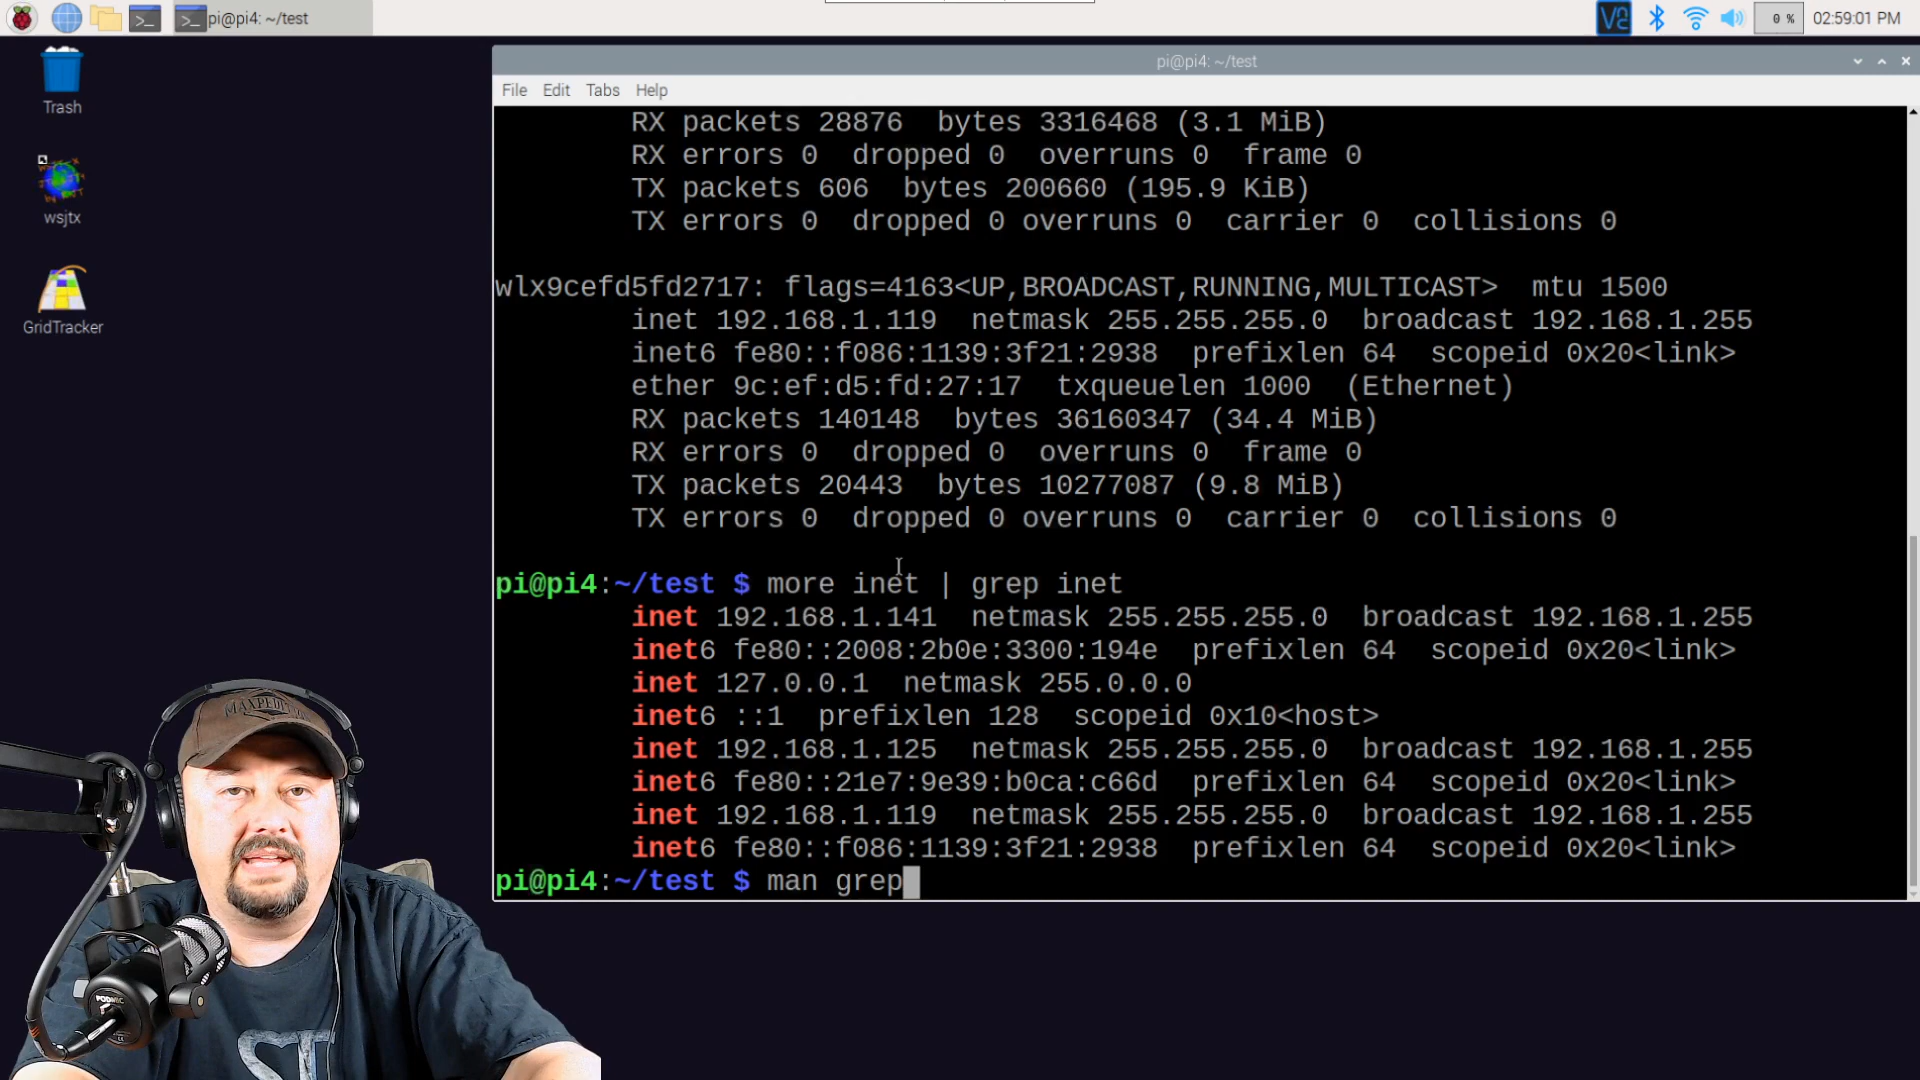 pi@pi4: ~/test
0 %
02:59:01 PM
Trash
wsjtx
GridTracker
pi@pi4: ~/test
File Edit Tabs Help
RX packets 28876  bytes 3316468 (3.1 MiB)
RX errors 0  dropped 0  overruns 0  frame 0
TX packets 606  bytes 200660 (195.9 KiB)
TX errors 0  dropped 0 overruns 0  carrier 0  collisions 0
wlx9cefd5fd2717: flags=4163<UP,BROADCAST,RUNNING,MULTICAST>  mtu 1500
inet 192.168.1.119  netmask 255.255.255.0  broadcast 192.168.1.255
inet6 fe80::f086:1139:3f21:2938  prefixlen 64  scopeid 0x20<link>
ether 9c:ef:d5:fd:27:17  txqueuelen 1000  (Ethernet)
RX packets 140148  bytes 36160347 (34.4 MiB)
RX errors 0  dropped 0  overruns 0  frame 0
TX packets 20443  bytes 10277087 (9.8 MiB)
TX errors 0  dropped 0 overruns 0  carrier 0  collisions 0
pi@pi4:~/test $ more inet | grep inet
inet 192.168.1.141  netmask 255.255.255.0  broadcast 192.168.1.255
inet6 fe80::2008:2b0e:3300:194e  prefixlen 64  scopeid 0x20<link>
inet 127.0.0.1  netmask 255.0.0.0
inet6 ::1  prefixlen 128  scopeid 0x10<host>
inet 192.168.1.125  netmask 255.255.255.0  broadcast 192.168.1.255
inet6 fe80::21e7:9e39:b0ca:c66d  prefixlen 64  scopeid 0x20<link>
inet 192.168.1.119  netmask 255.255.255.0  broadcast 192.168.1.255
inet6 fe80::f086:1139:3f21:2938  prefixlen 64  scopeid 0x20<link>
pi@pi4:~/test $ man grep
MAXPEDITION
PODMIC